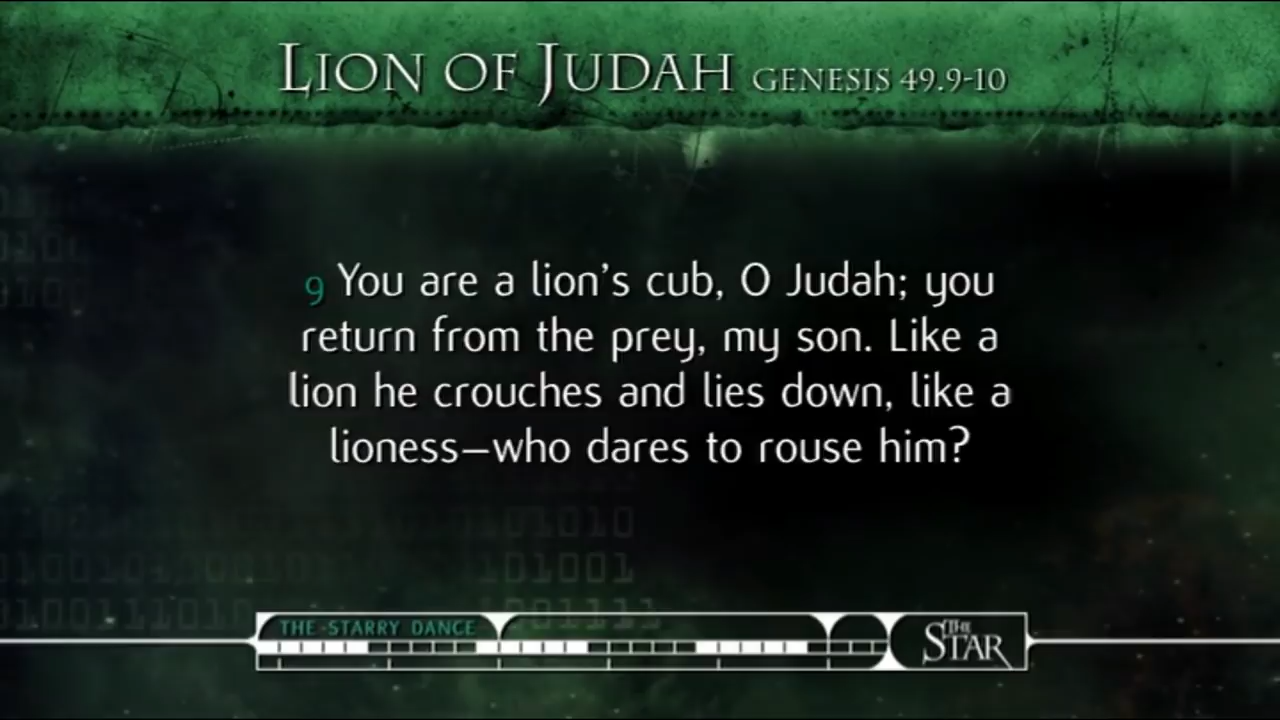 LION OF JUDAH GENESIS 49.9-10
9 You are a lion's cub, O Judah; you
return from the prey, my son. Like a
lion he crouches and lies down, like a
lioness—who dares to rouse him?
101010
101001
THE STARRY DANCE
THE
STAR